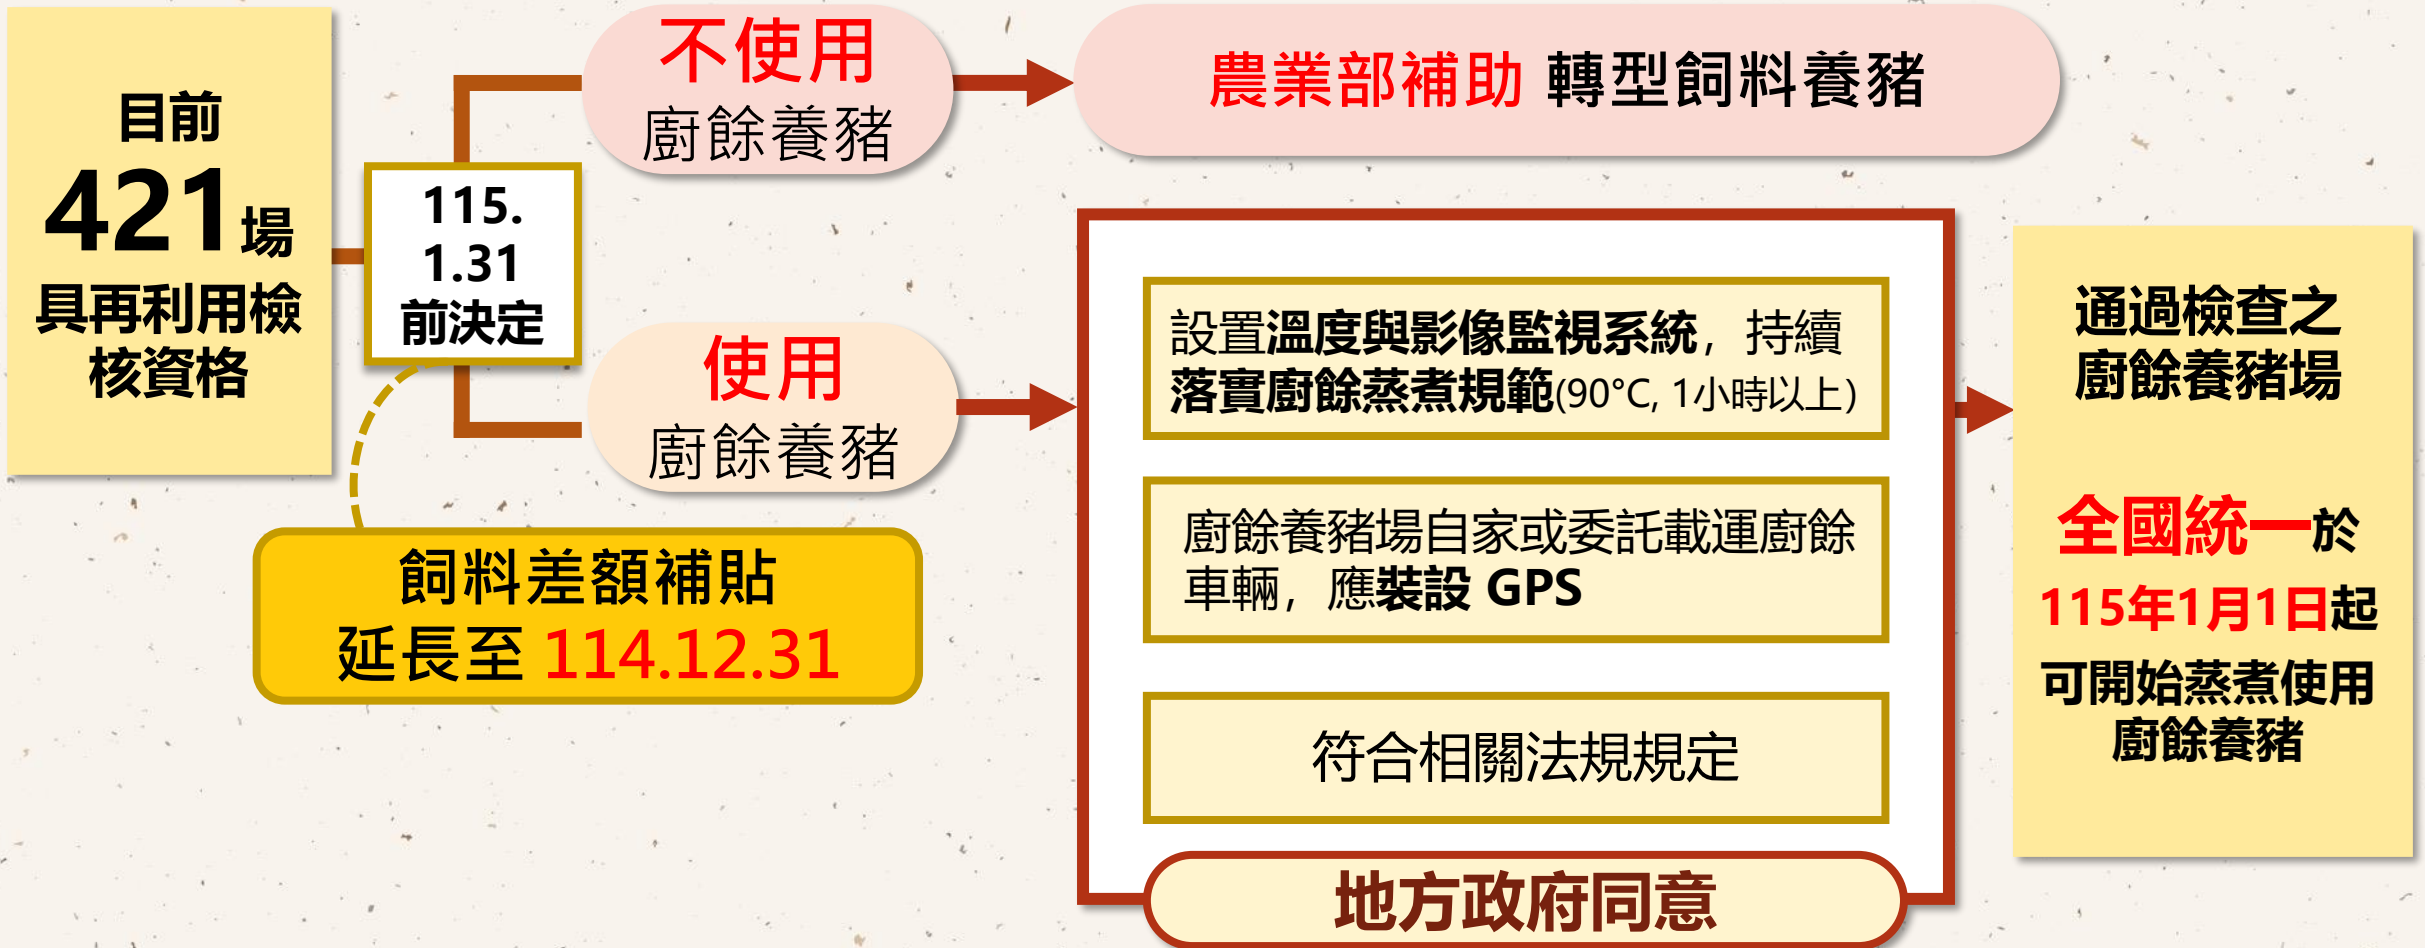 目前
421場
具再利用檢
核資格
115.
1.31
前決定
不使用
廚餘養豬
農業部補助 轉型飼料養豬
使用
廚餘養豬
飼料差額補貼
延長至 114.12.31
設置溫度與影像監視系統，持續
落實廚餘蒸煮規範(90°C, 1小時以上)
廚餘養豬場自家或委託載運廚餘
車輛，應裝設 GPS
符合相關法規規定
地方政府同意
通過檢查之
廚餘養豬場
全國統一於
115年1月1日起
可開始蒸煮使用
廚餘養豬